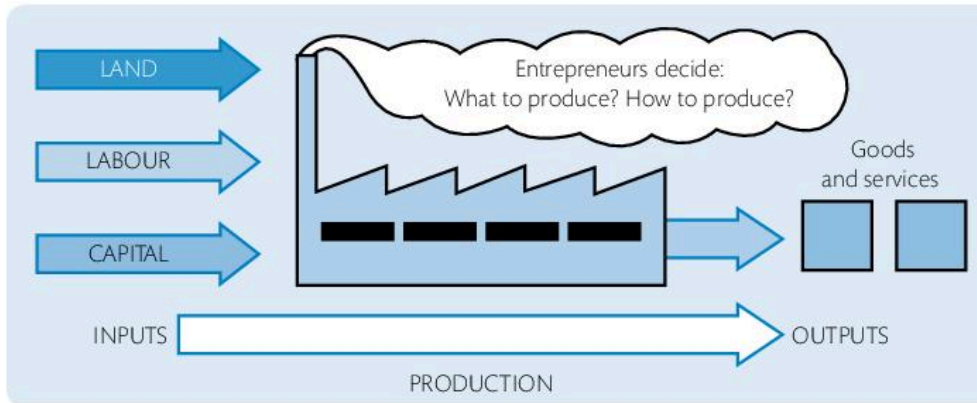 LAND
Entrepreneurs decide:
What to produce? How to produce?
LABOUR
Goods
and services
CAPITAL
INPUTS
OUTPUTS
PRODUCTION